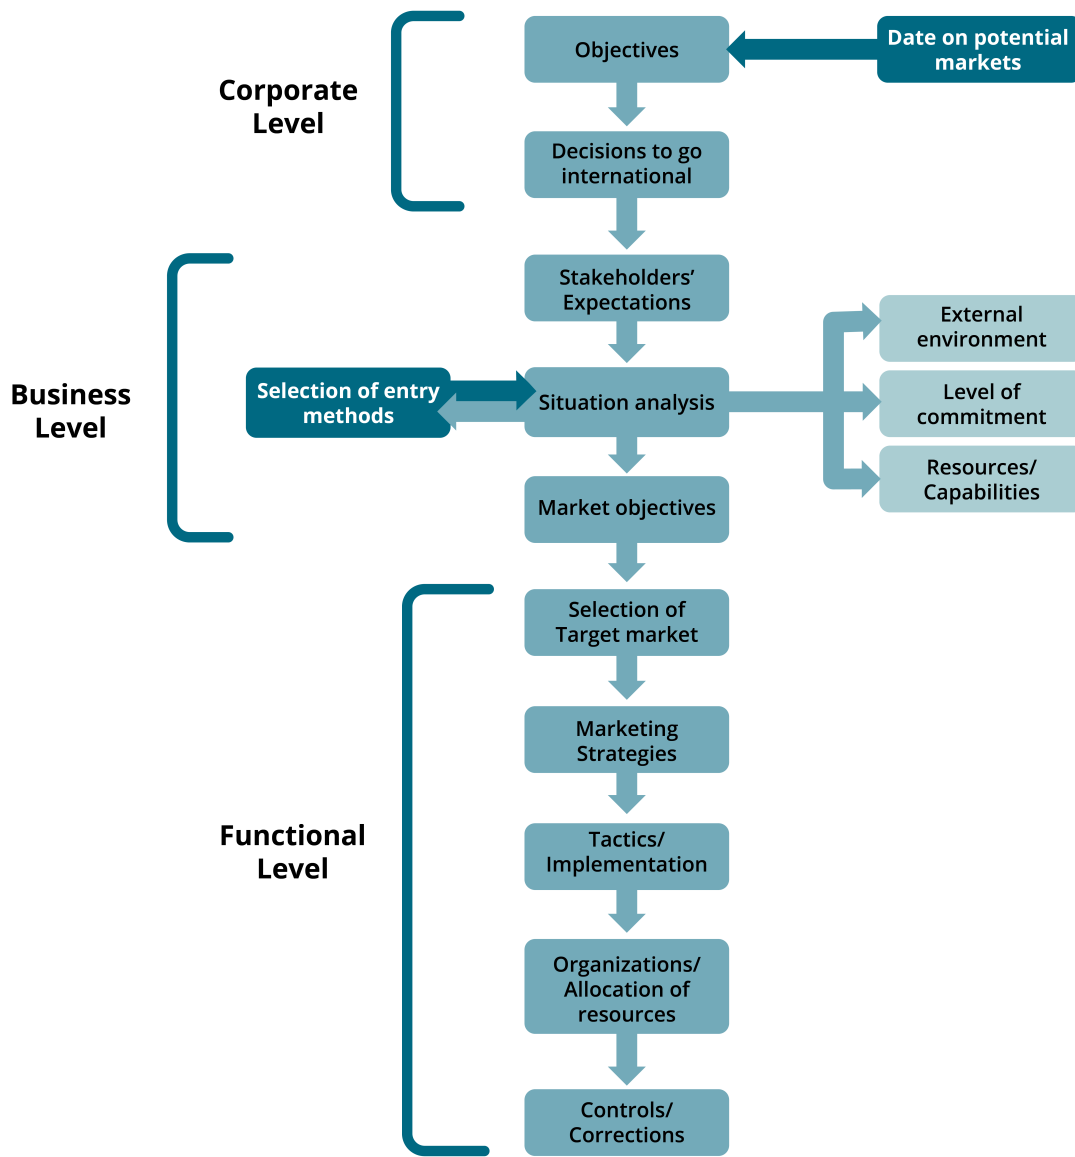 Objectives
Date on potential
markets
Corporate
Level
Decisions to go
international
Stakeholders’
Expectations
External
environment
Business
Level
Selection of entry
methods
Situation analysis
Level of
commitment
Resources/
Capabilities
Market objectives
Selection of
Target market
Marketing
Strategies
Functional
Level
Tactics/
Implementation
Organizations/
Allocation of
resources
Controls/
Corrections